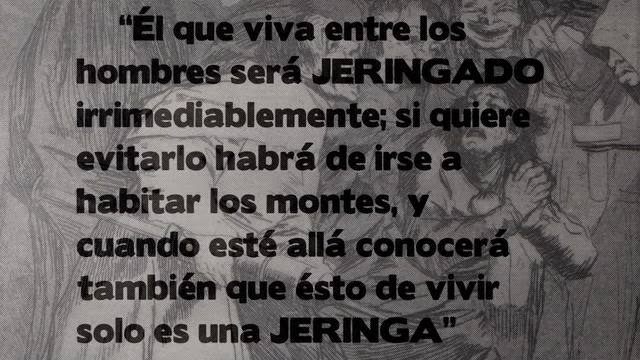 “Él que viva entre los
hombres será JERINGADO
irrimediablemente; si quiere
evitarlo habrá de irse a
habitar los montes, y
cuando esté allá conocerá
también que ésto de vivir
solo es una JERINGA”